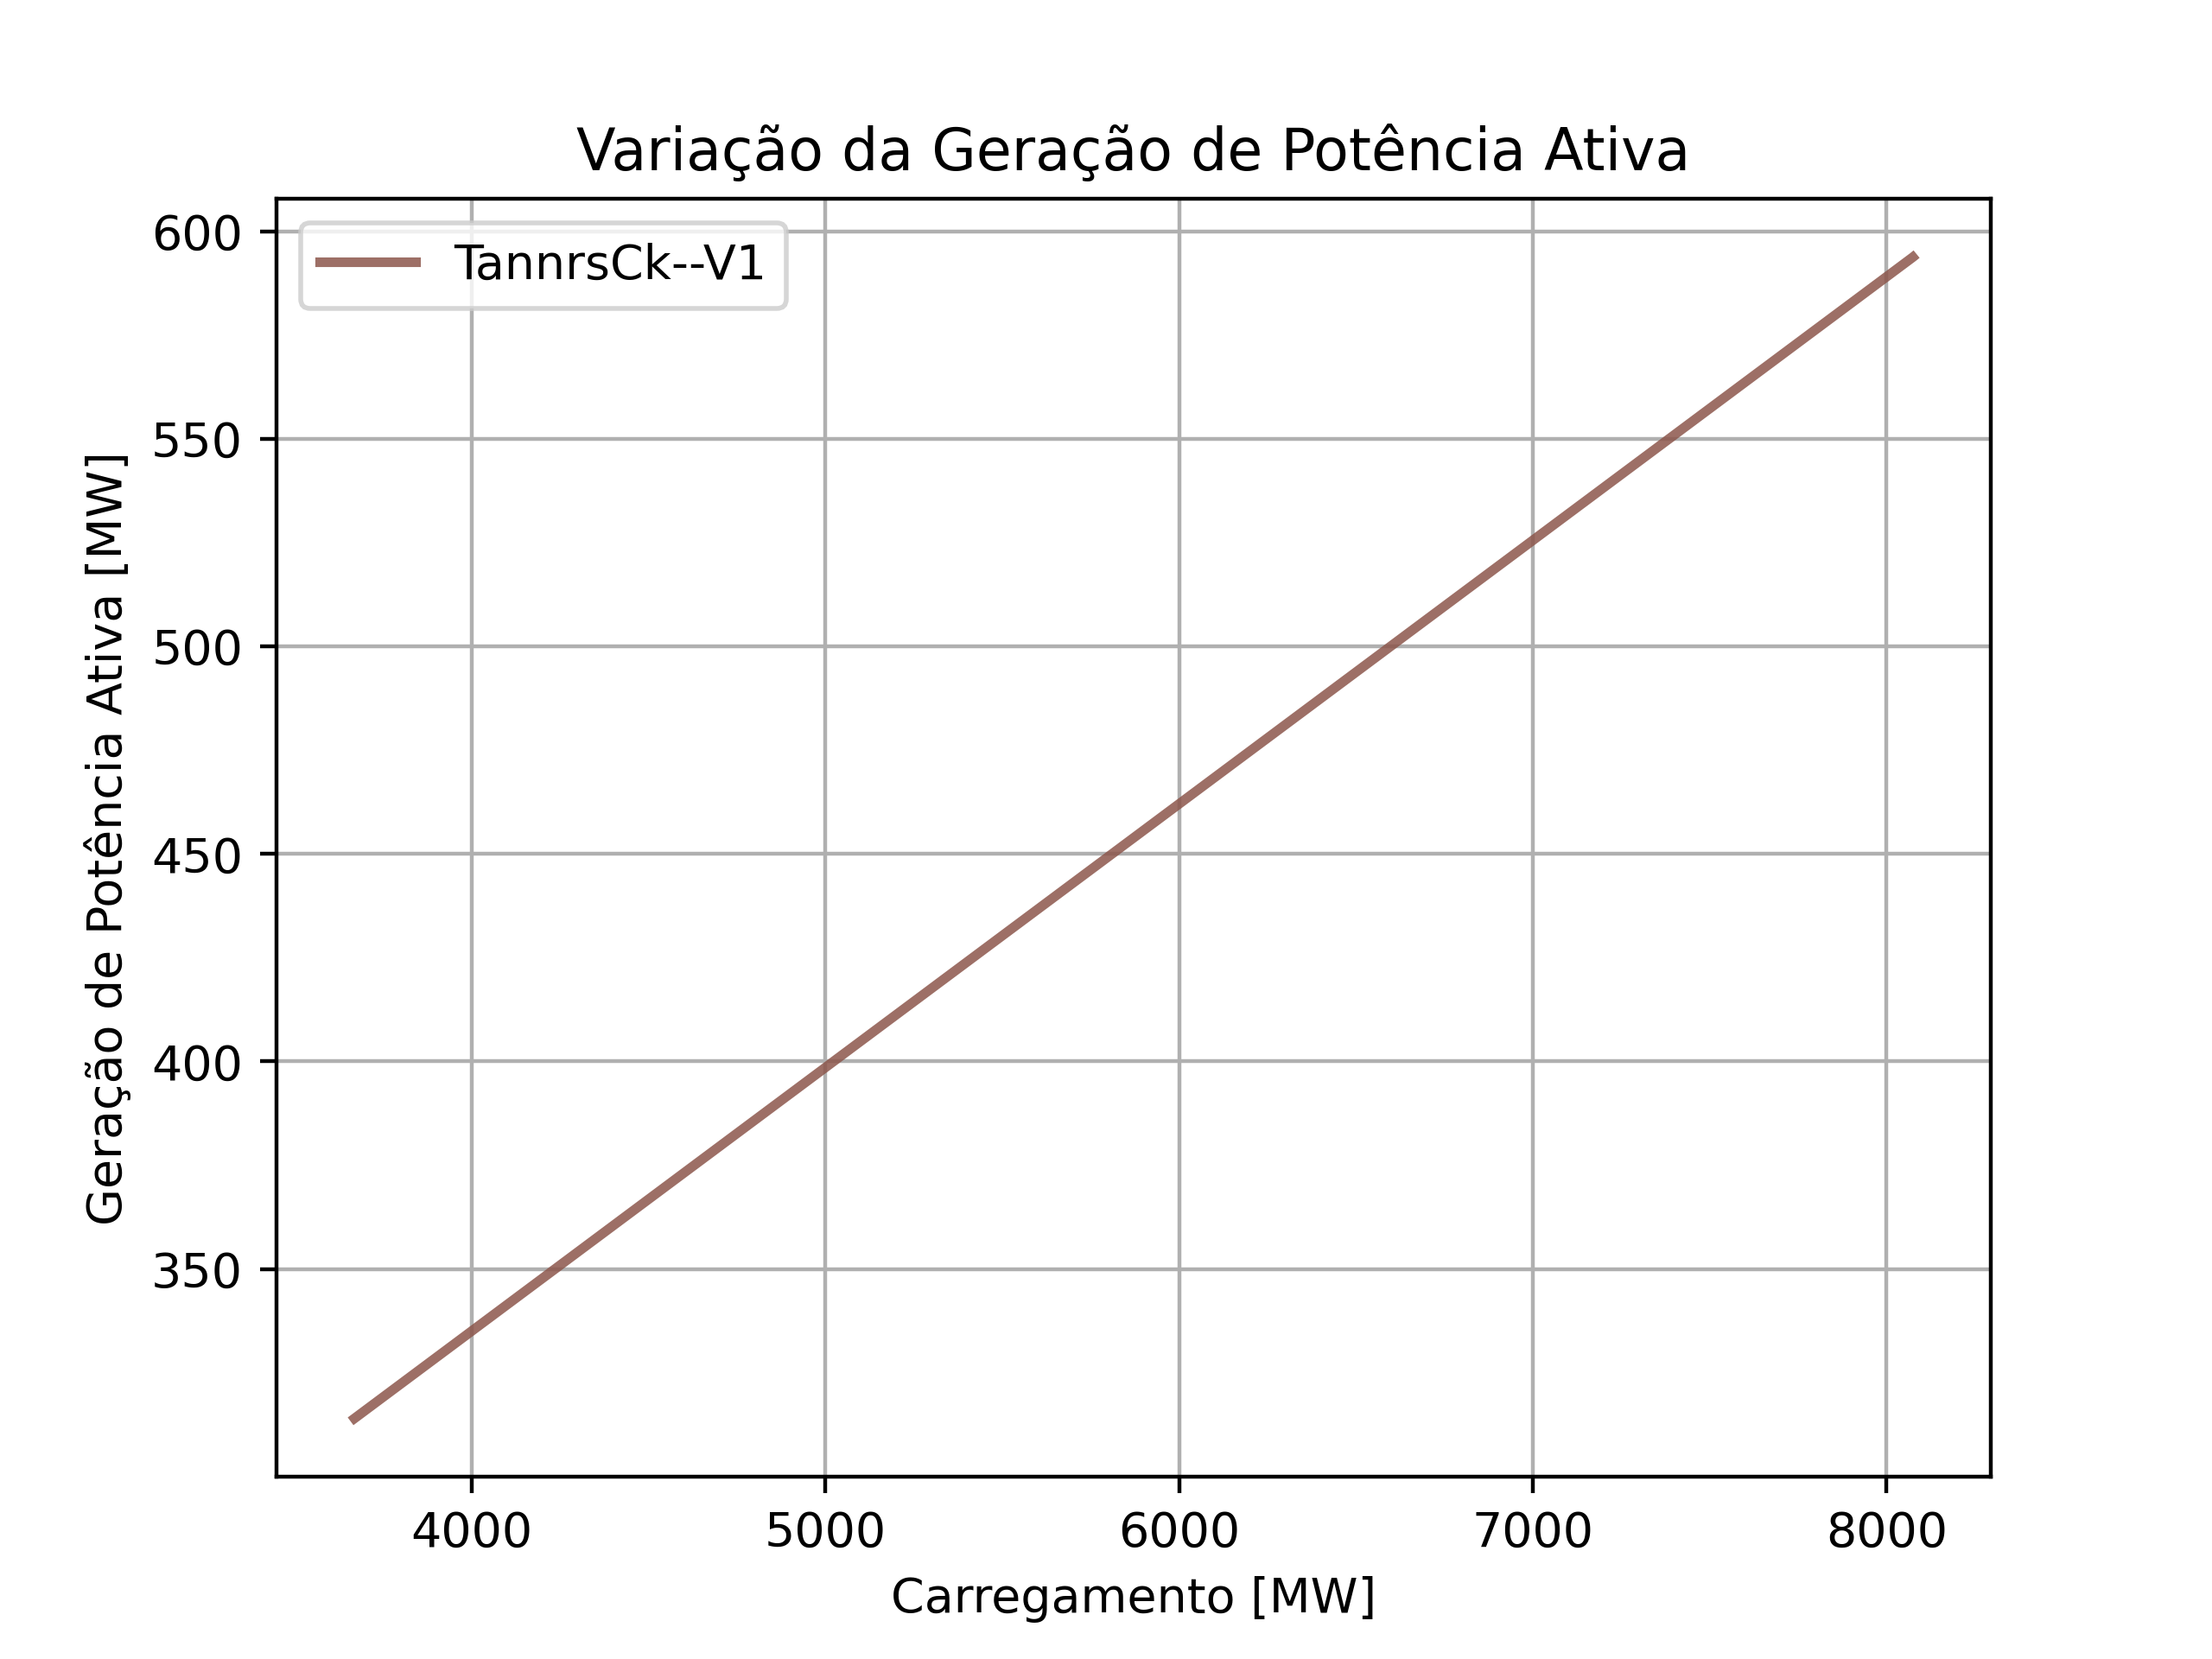 Variação da Geração de Potência Ativa
TannrsCk--V1
Geração de Potência Ativa [MW]
600
550
500
450
400
350
4000 5000 6000 7000 8000
Carregamento [MW]